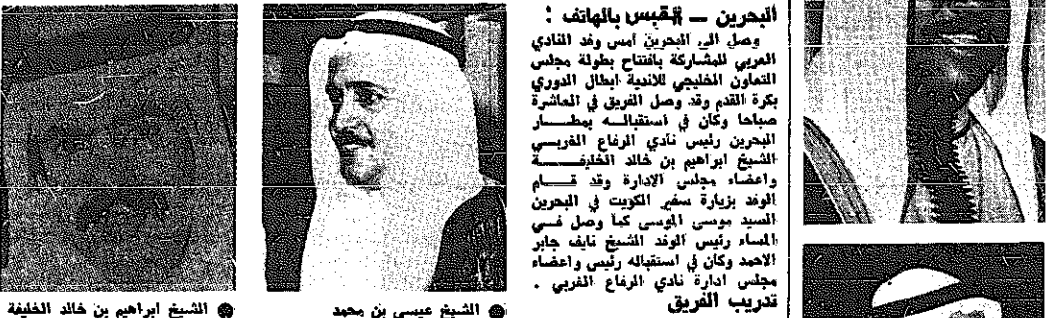 البحرين — القبس بالهاتف :
وصل الى البحرين أمس وفد النادي
العربي للمشاركة بافتتاح بطولة مجلس
التعاون الخليجي للاندية ابطال الدوري
بكرة القدم وقد وصل الفريق في العاشرة
صباحا وكان في استقباله بمطار
البحرين رئيس نادي الرفاع الغربي
الشيخ ابراهيم بن خالد الخليفة
واعضاء مجلس الادارة وقد قام
الوفد بزيارة سفير الكويت في البحرين
السيد موسى الموسى كما وصل في
المساء رئيس الوفد الشيخ نايف جابر
الاحمد وكان في استقباله رئيس واعضاء
مجلس ادارة نادي الرفاع الغربي .
تدريب الفريق
الشيخ عيسى بن محمد
الشيخ ابراهيم بن خالد الخليفة